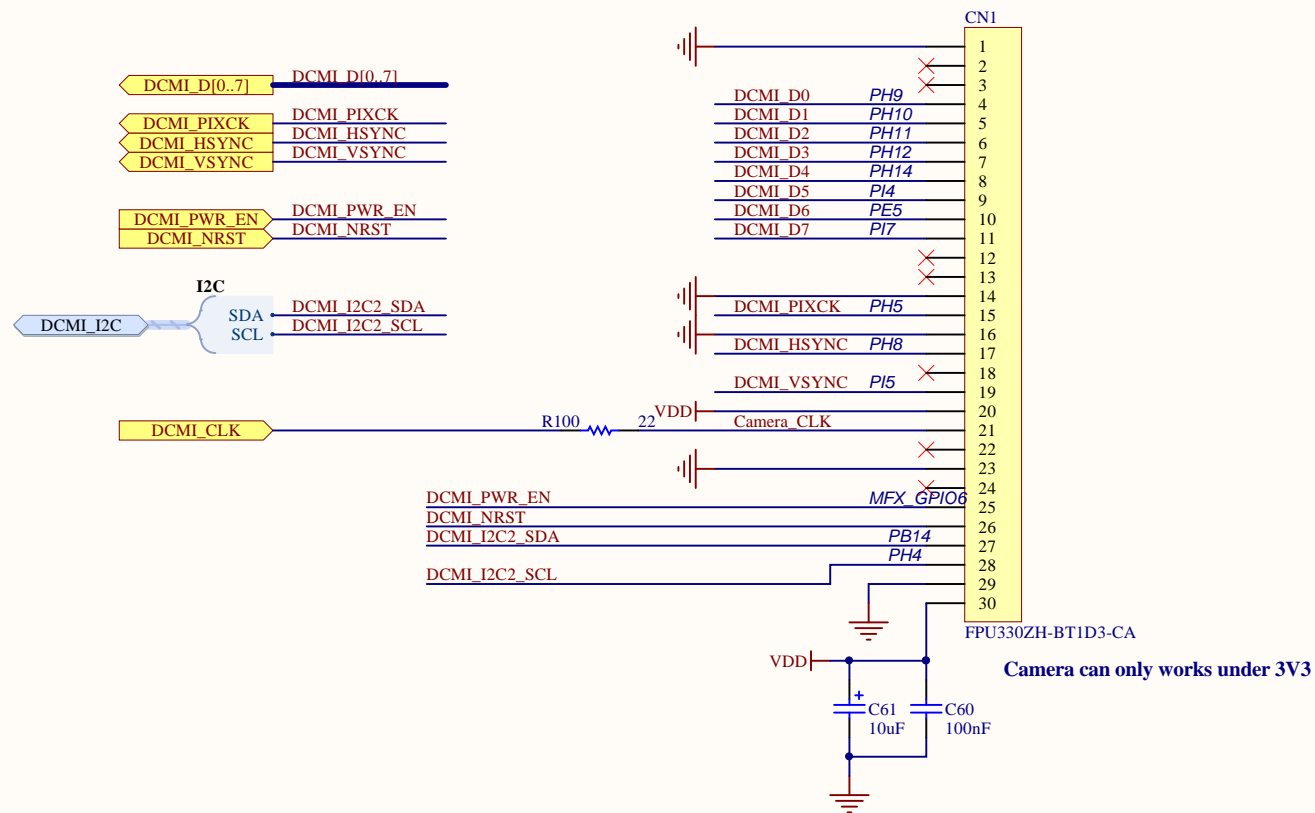 CN1
1
2
DCMI_D[0..7] DCMI_D[0..7] 3
DCMI_D0 PH9 4
DCMI_PIXCK DCMI_PIXCK DCMI_D1 PH10 5
DCMI_HSYNC DCMI_HSYNC DCMI_D2 PH11 6
DCMI_VSYNC DCMI_VSYNC DCMI_D3 PH12 7
DCMI_D4 PH14 8
DCMI_D5 PI4 9
DCMI_PWR_EN DCMI_PWR_EN DCMI_D6 PE5 10
DCMI_NRST DCMI_NRST DCMI_D7 PI7 11
12
13
I2C
14
SDA DCMI_I2C2_SDA DCMI_PIXCK PH5 15
DCMI_I2C
SCL DCMI_I2C2_SCL 16
DCMI_HSYNC PH8 17
18
DCMI_VSYNC PI5 19
VDD 20
DCMI_CLK R100 22 Camera_CLK 21
22
23
24
DCMI_PWR_EN MFX_GPIO6 25
DCMI_NRST 26
DCMI_I2C2_SDA PB14 27
PH4 28
DCMI_I2C2_SCL 29
30
FPU330ZH-BT1D3-CA
VDD
Camera can only works under 3V3
+
C61 C60
10uF 100nF